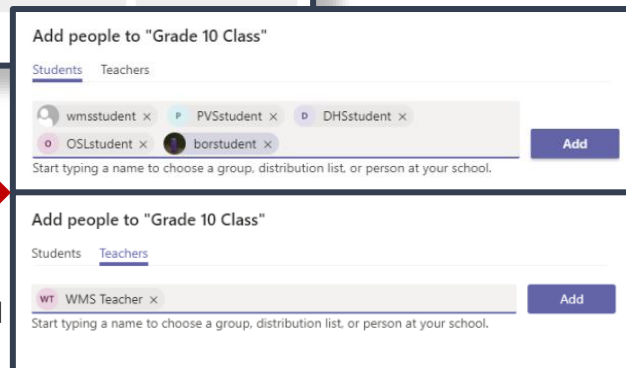 Add people to "Grade 10 Class"
Students Teachers
wmsstudent × P PVSstudent × D DHSstudent ×
O OSLstudent × borstudent × Add
Start typing a name to choose a group, distribution list, or person at your school.
Add people to "Grade 10 Class"
Students Teachers
WT WMS Teacher × Add
Start typing a name to choose a group, distribution list, or person at your school.